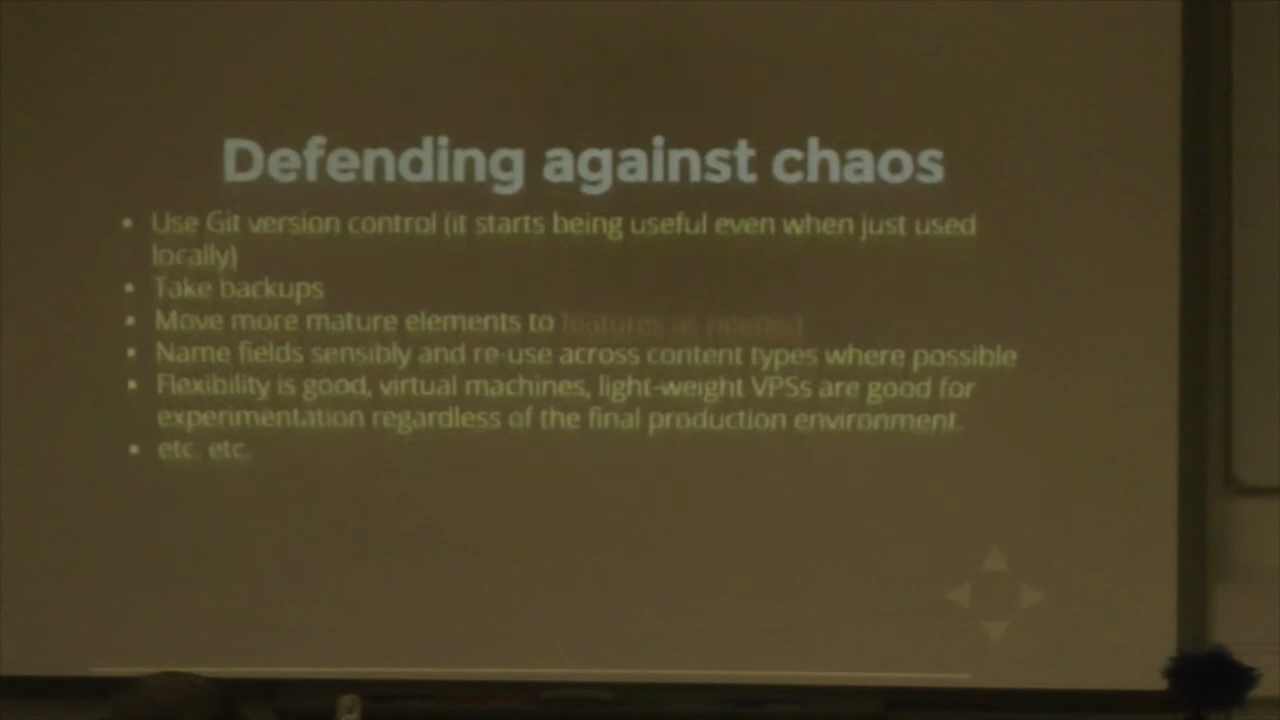 Defending against chaos
Use Git version control (it starts being useful even when just used
locally)
Take backups
Move more mature elements to features as needed
Name fields sensibly and re-use across content types where possible
Flexibility is good, virtual machines, light-weight VPSs are good for
experimentation regardless of the final production environment.
etc. etc.